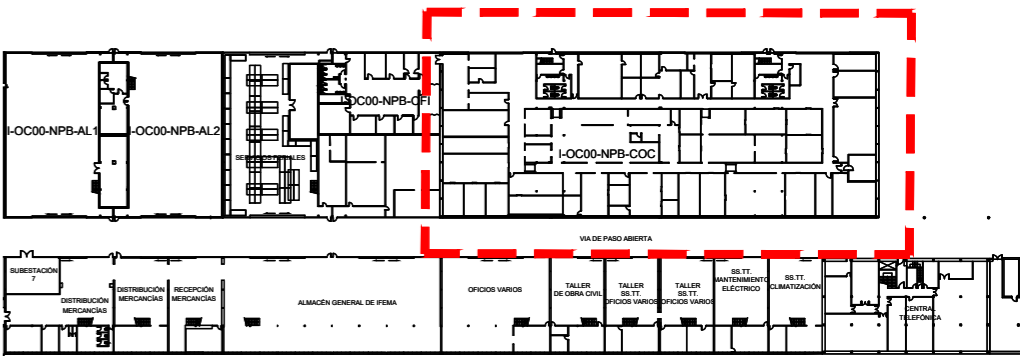 I-OC00-NPB-OFI
I-OC00-NPB-AL1
I-OC00-NPB-AL2
SERVICIOS FERIALES
I-OC00-NPB-COC
VIA DE PASO ABIERTA
SUBESTACIÓN
7
DISTRIBUCIÓN
MERCANCÍAS
DISTRIBUCIÓN
MERCANCÍAS
RECEPCIÓN
MERCANCÍAS
ALMACÉN GENERAL DE IFEMA
OFICIOS VARIOS
TALLER
DE OBRA CIVIL
TALLER
SS.TT.
OFICIOS VARIOS
TALLER
SS.TT.
OFICIOS VARIOS
SS.TT.
MANTENIMIENTO
ELÉCTRICO
SS.TT.
CLIMATIZACIÓN
CENTRAL
TELEFÓNICA